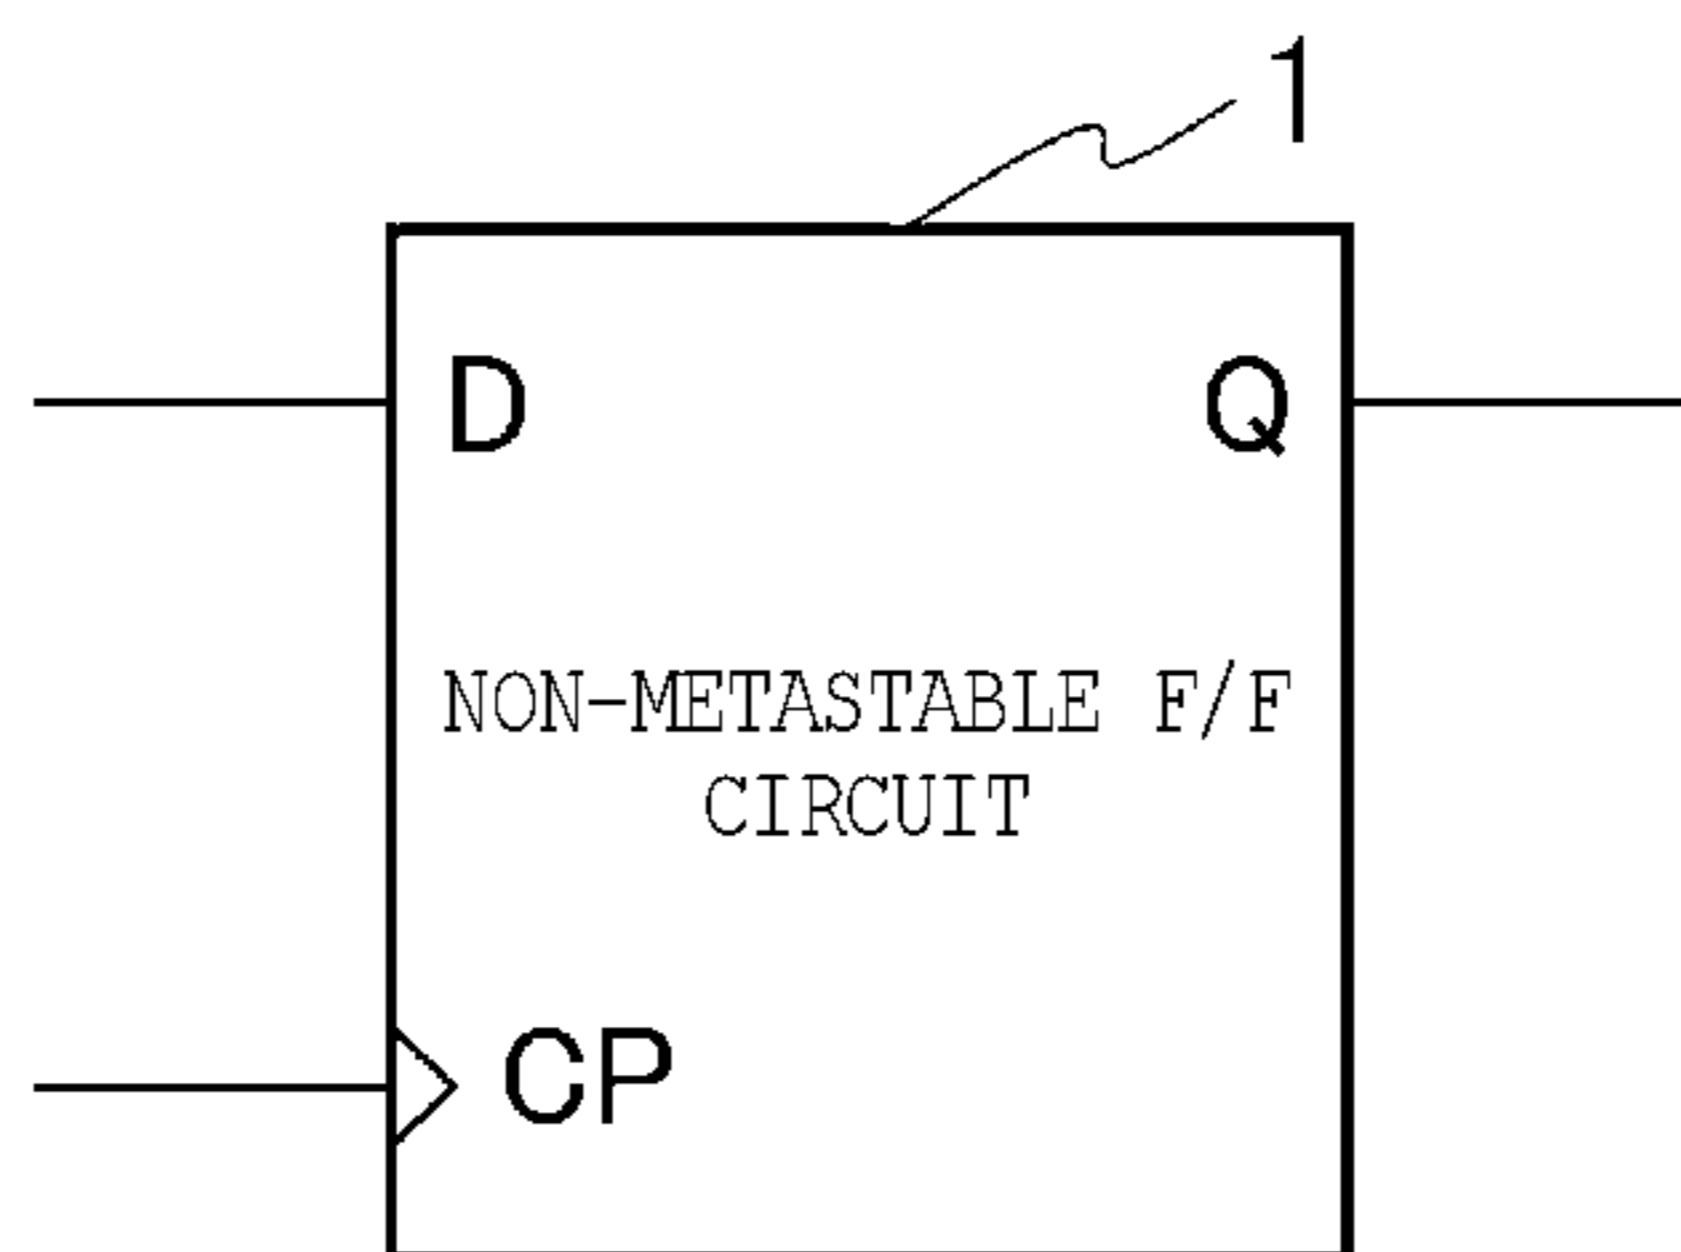 1
D Q
NON-METASTABLE F/F
CIRCUIT
CP